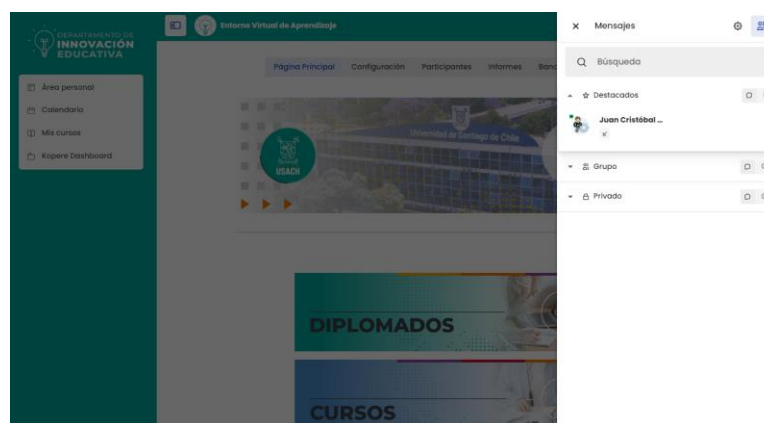 DEPARTAMENTO DE
INNOVACIÓN
EDUCATIVA
Área personal
Calendario
Mis cursos
Kopere Dashboard
Entorno Virtual de Aprendizaje
Página Principal Configuración Participantes Informes Banc
Universidad de Santiago de Chile
USACH
DIPLOMADOS
CURSOS
Mensajes
Búsqueda
Destacados
Juan Cristóbal ...
Grupo
Privado